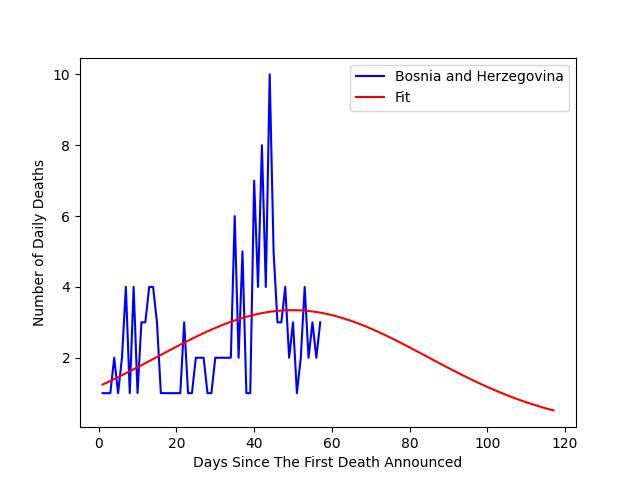 Bosnia and Herzegovina
Fit
10
8
6
4
2
Number of Daily Deaths
0 20 40 60 80 100 120
Days Since The First Death Announced